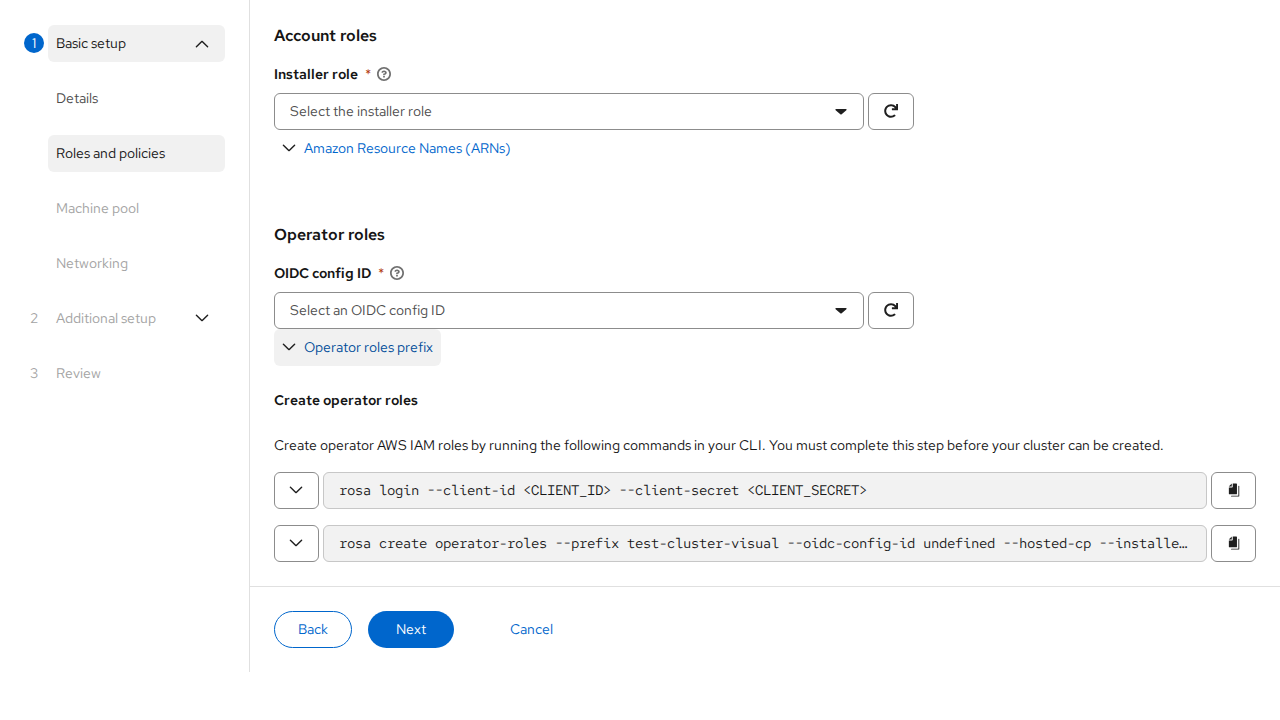 1 Basic setup
Details
Roles and policies
Machine pool
Networking
2 Additional setup
3 Review
Account roles
Installer role *
Select the installer role
Amazon Resource Names (ARNs)
Operator roles
OIDC config ID *
Select an OIDC config ID
Operator roles prefix
Create operator roles
Create operator AWS IAM roles by running the following commands in your CLI. You must complete this step before your cluster can be created.
rosa login --client-id <CLIENT_ID> --client-secret <CLIENT_SECRET>
rosa create operator-roles --prefix test-cluster-visual --oidc-config-id undefined --hosted-cp --installe…
Back Next Cancel